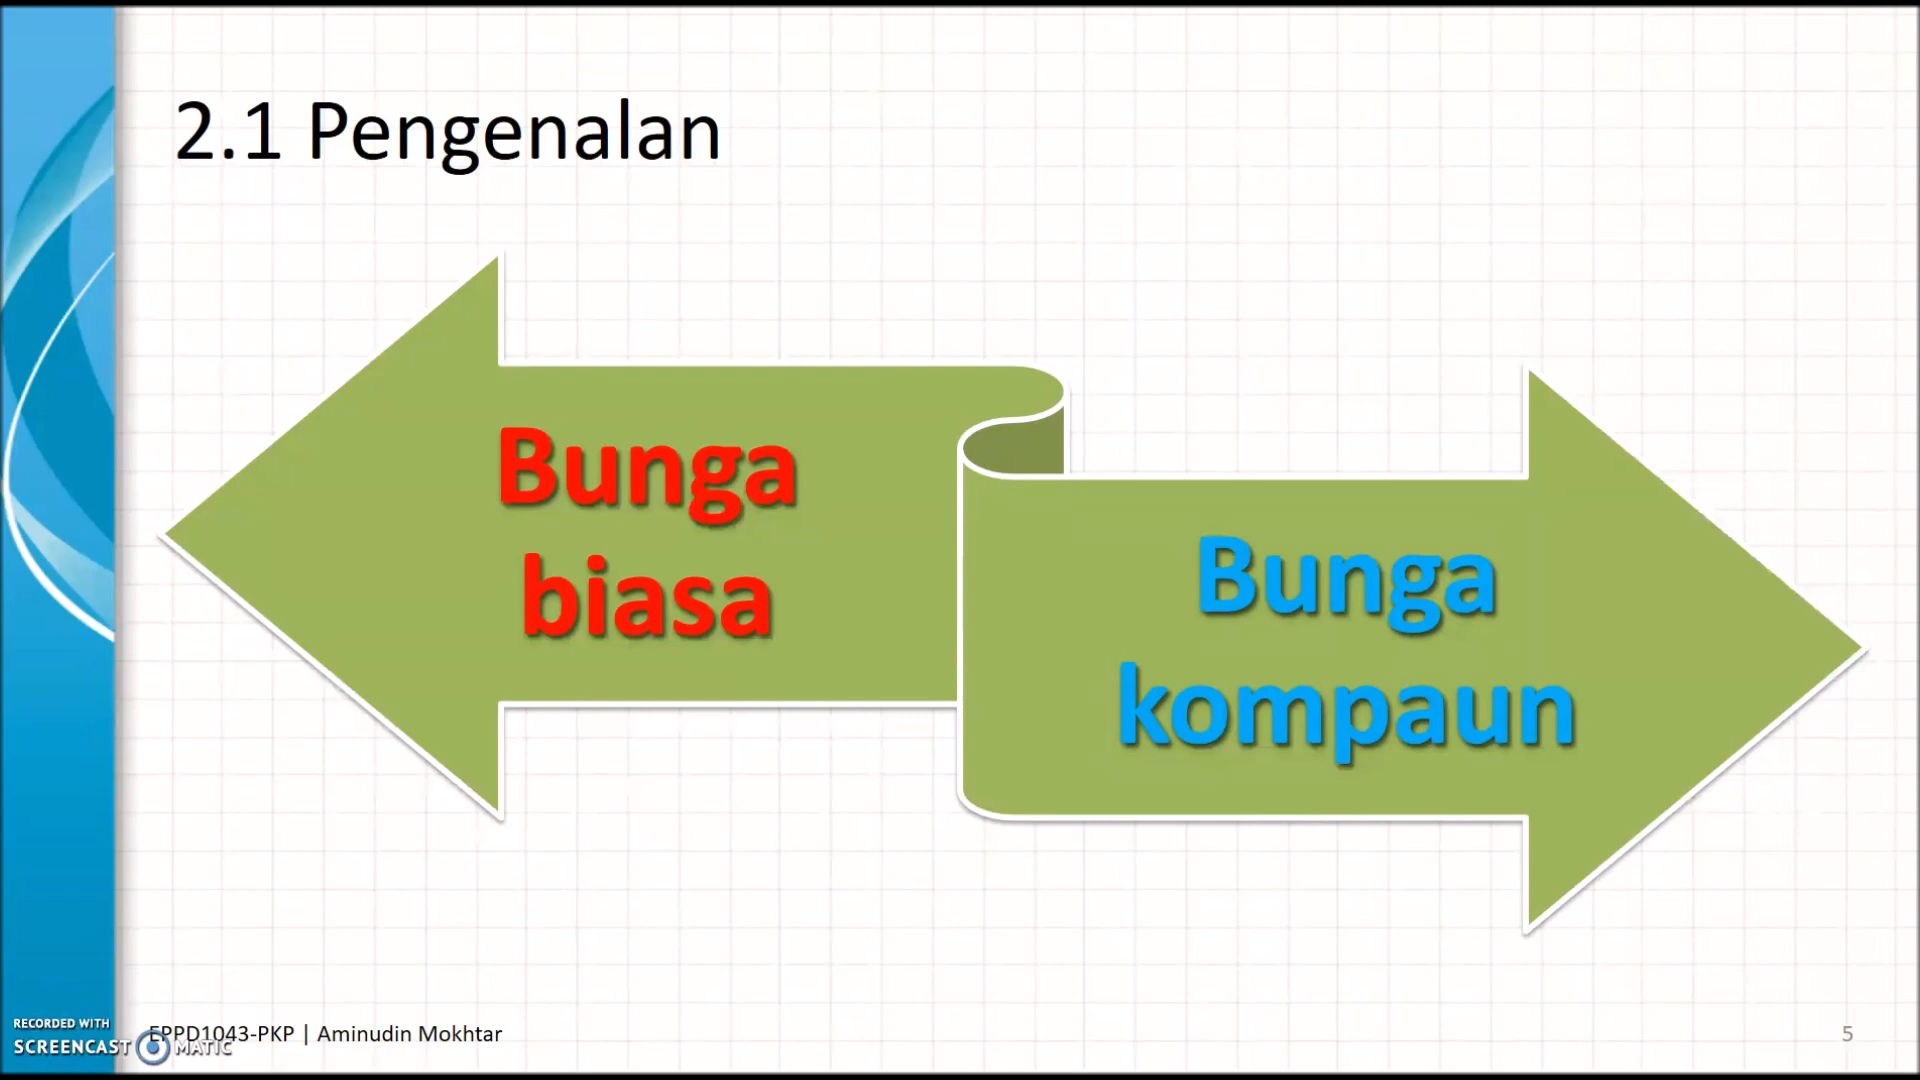 2.1 Pengenalan
Bunga
biasa
Bunga
kompaun
RECORDED WITH
SCREENCAST MATIC
EPPD1043-PKP | Aminudin Mokhtar
5